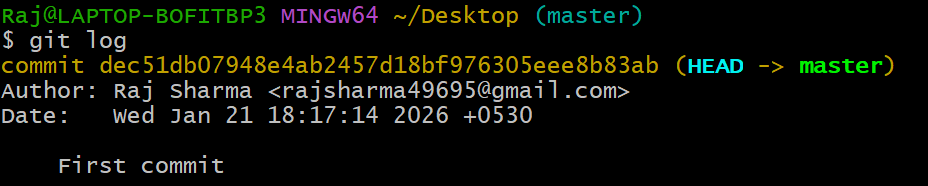 Raj@LAPTOP-BOFITBP3 MINGW64 ~/Desktop (master)
$ git log
commit dec51db07948e4ab2457d18bf976305eee8b83ab (HEAD -> master)
Author: Raj Sharma <rajsharma49695@gmail.com>
Date:   Wed Jan 21 18:17:14 2026 +0530
    First commit